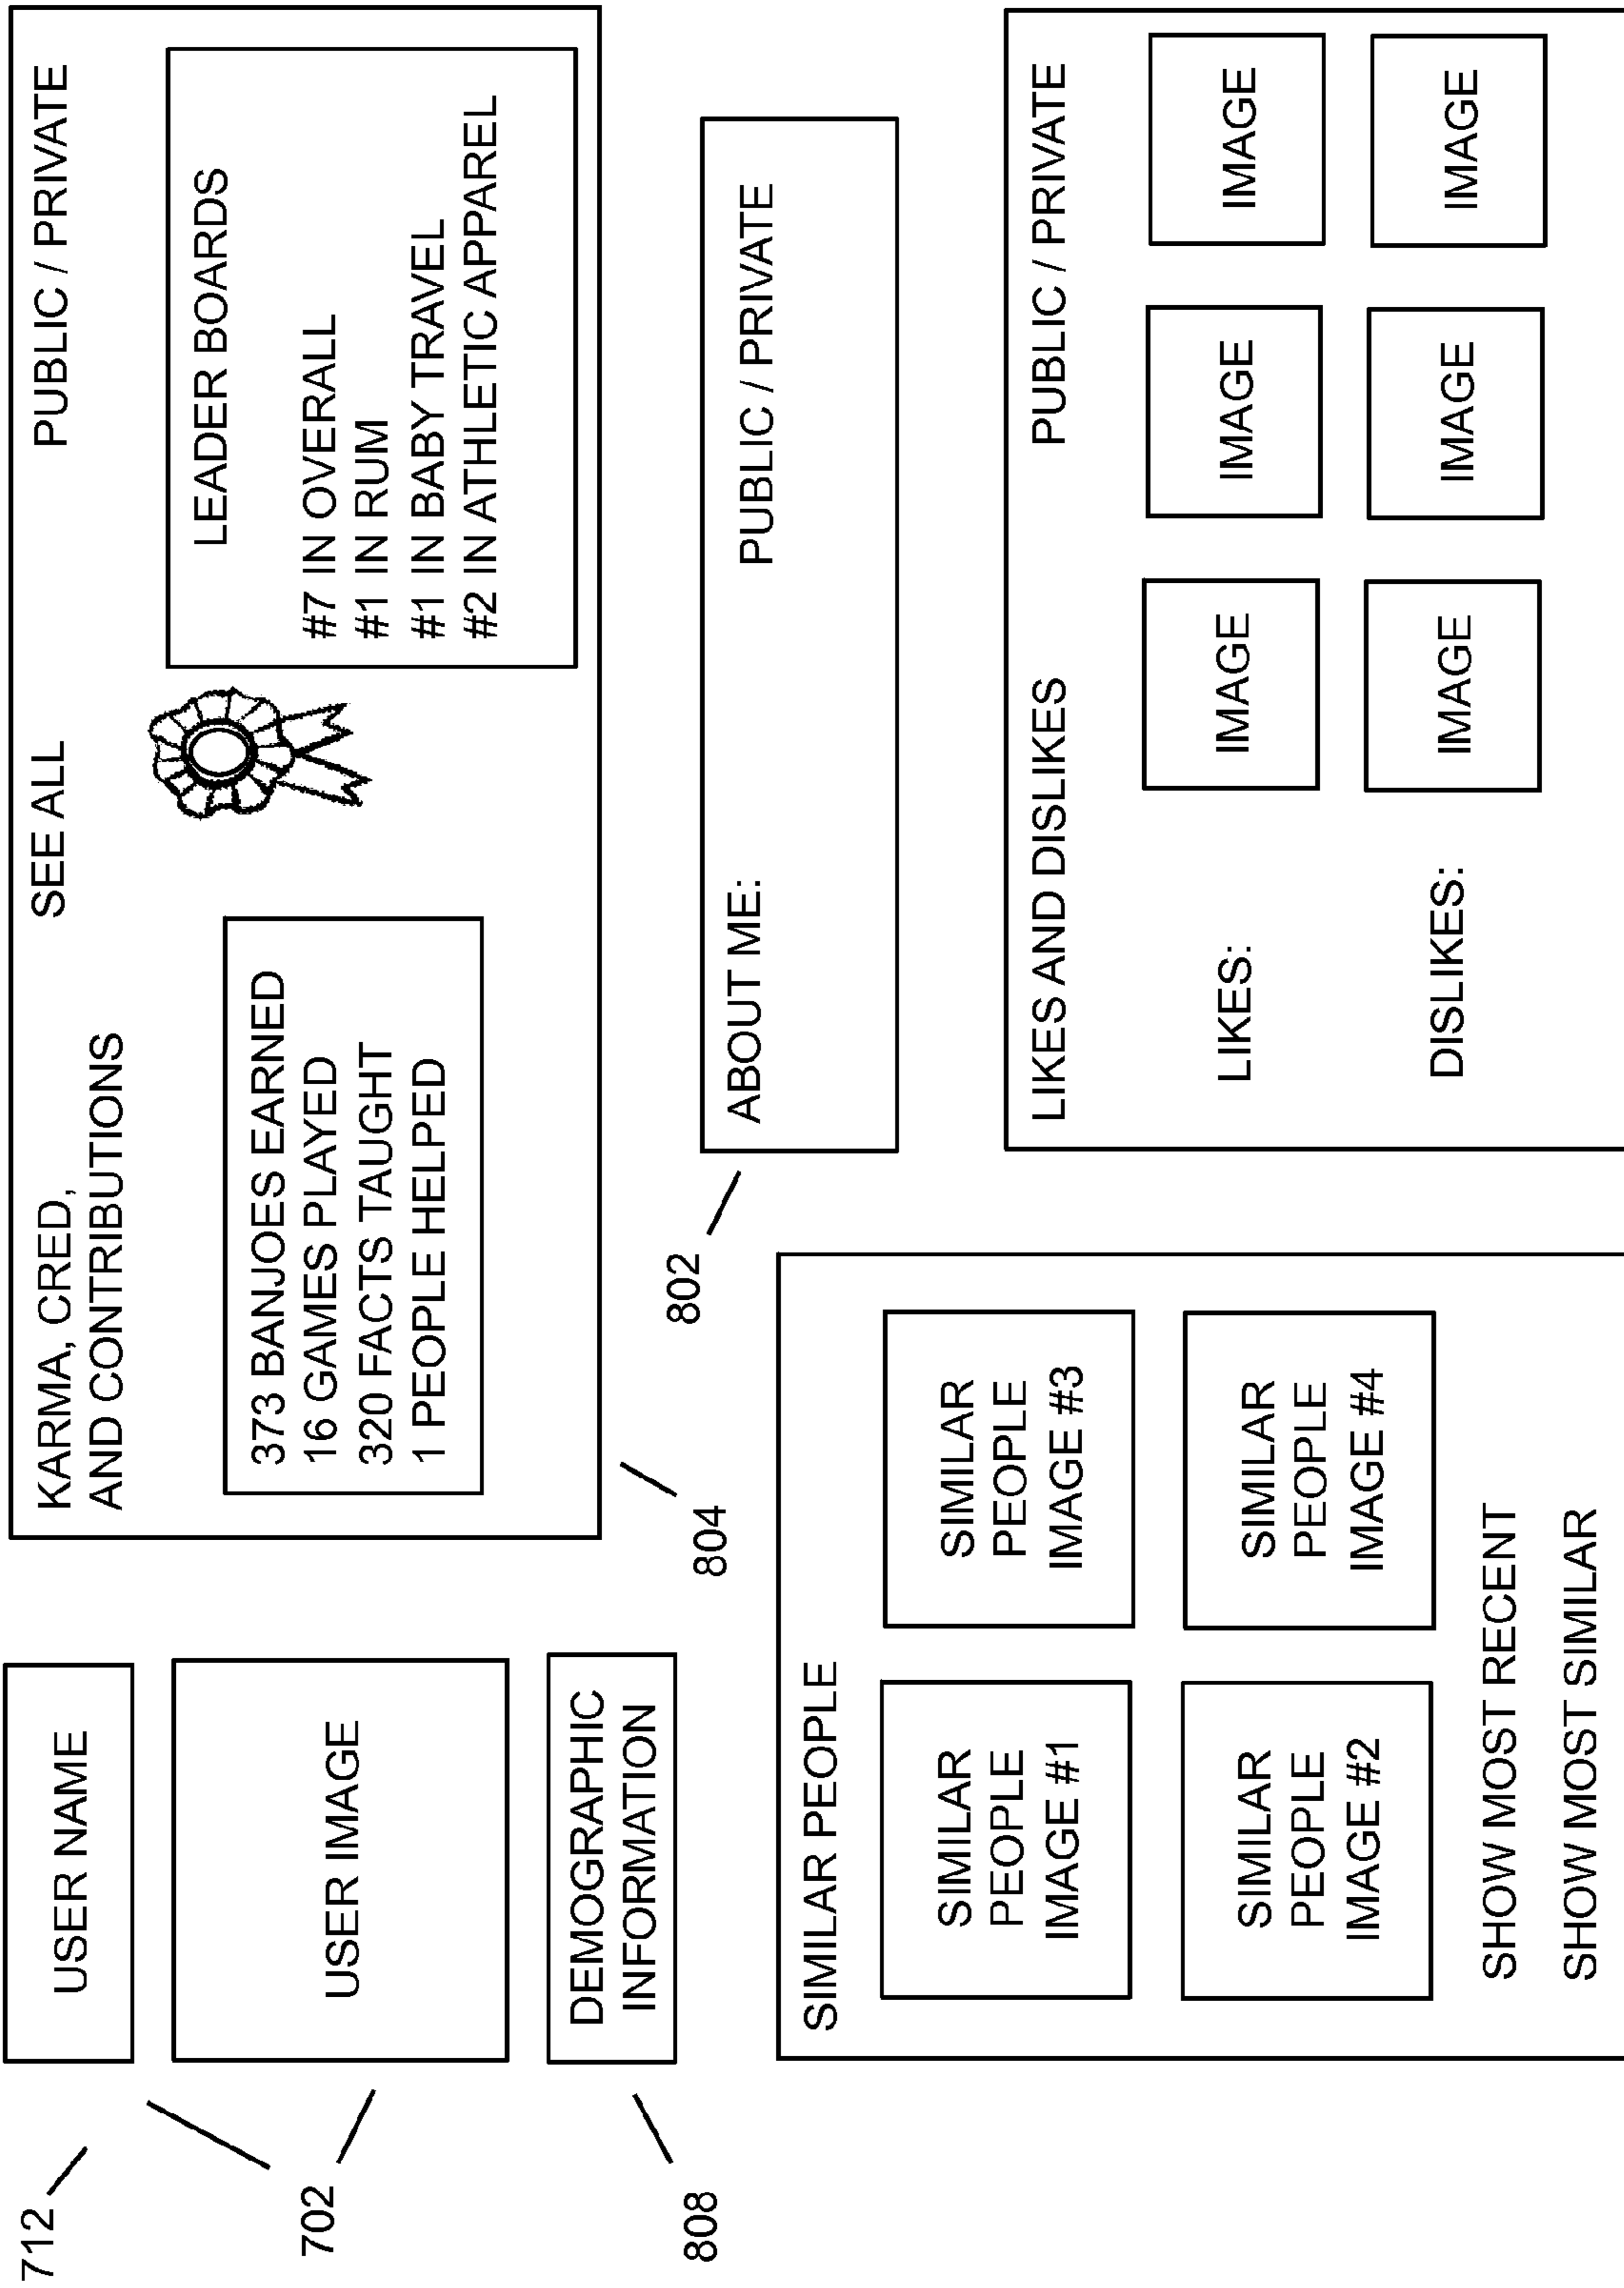 712
702
USER NAME
USER IMAGE
808
DEMOGRAPHIC
INFORMATION
KARMA, CRED,
AND CONTRIBUTIONS
SEE ALL
PUBLIC / PRIVATE
373 BANJOES EARNED
16 GAMES PLAYED
320 FACTS TAUGHT
1 PEOPLE HELPED
LEADER BOARDS
#7 IN OVERALL
#1 IN RUM
#1 IN BABY TRAVEL
#2 IN ATHLETIC APPAREL
804
802
ABOUT ME:
PUBLIC / PRIVATE
SIMILAR PEOPLE
SIMILAR
PEOPLE
IMAGE #1
SIMILAR
PEOPLE
IMAGE #3
SIMILAR
PEOPLE
IMAGE #2
SIMILAR
PEOPLE
IMAGE #4
SHOW MOST RECENT
SHOW MOST SIMILAR
LIKES AND DISLIKES
PUBLIC / PRIVATE
LIKES:
IMAGE
IMAGE
IMAGE
DISLIKES:
IMAGE
IMAGE
IMAGE